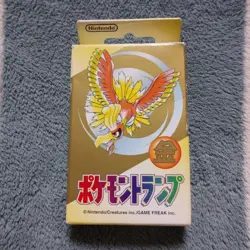 Nintendo
金
ポケモントランプ
©Nintendo/Creatures inc./GAME FREAK inc.